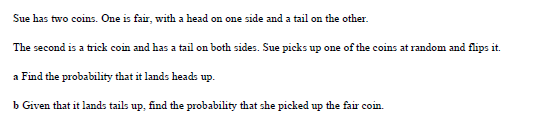 Sue has two coins. One is fair, with a head on one side and a tail on the other.
The second is a trick coin and has a tail on both sides. Sue picks up one of the coins at random and flips it.
a Find the probability that it lands heads up.
b Given that it lands tails up, find the probability that she picked up the fair coin.